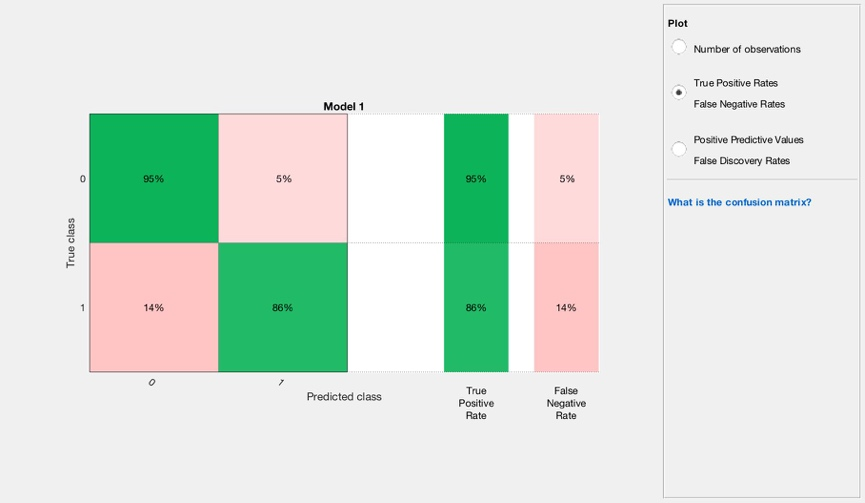 Plot
Number of observations
True Positive Rates
False Negative Rates
Positive Predictive Values
False Discovery Rates
What is the confusion matrix?
Model 1
0
95%
5%
95%
5%
True class
1
14%
86%
86%
14%
0
1
Predicted class
True
Positive
Rate
False
Negative
Rate